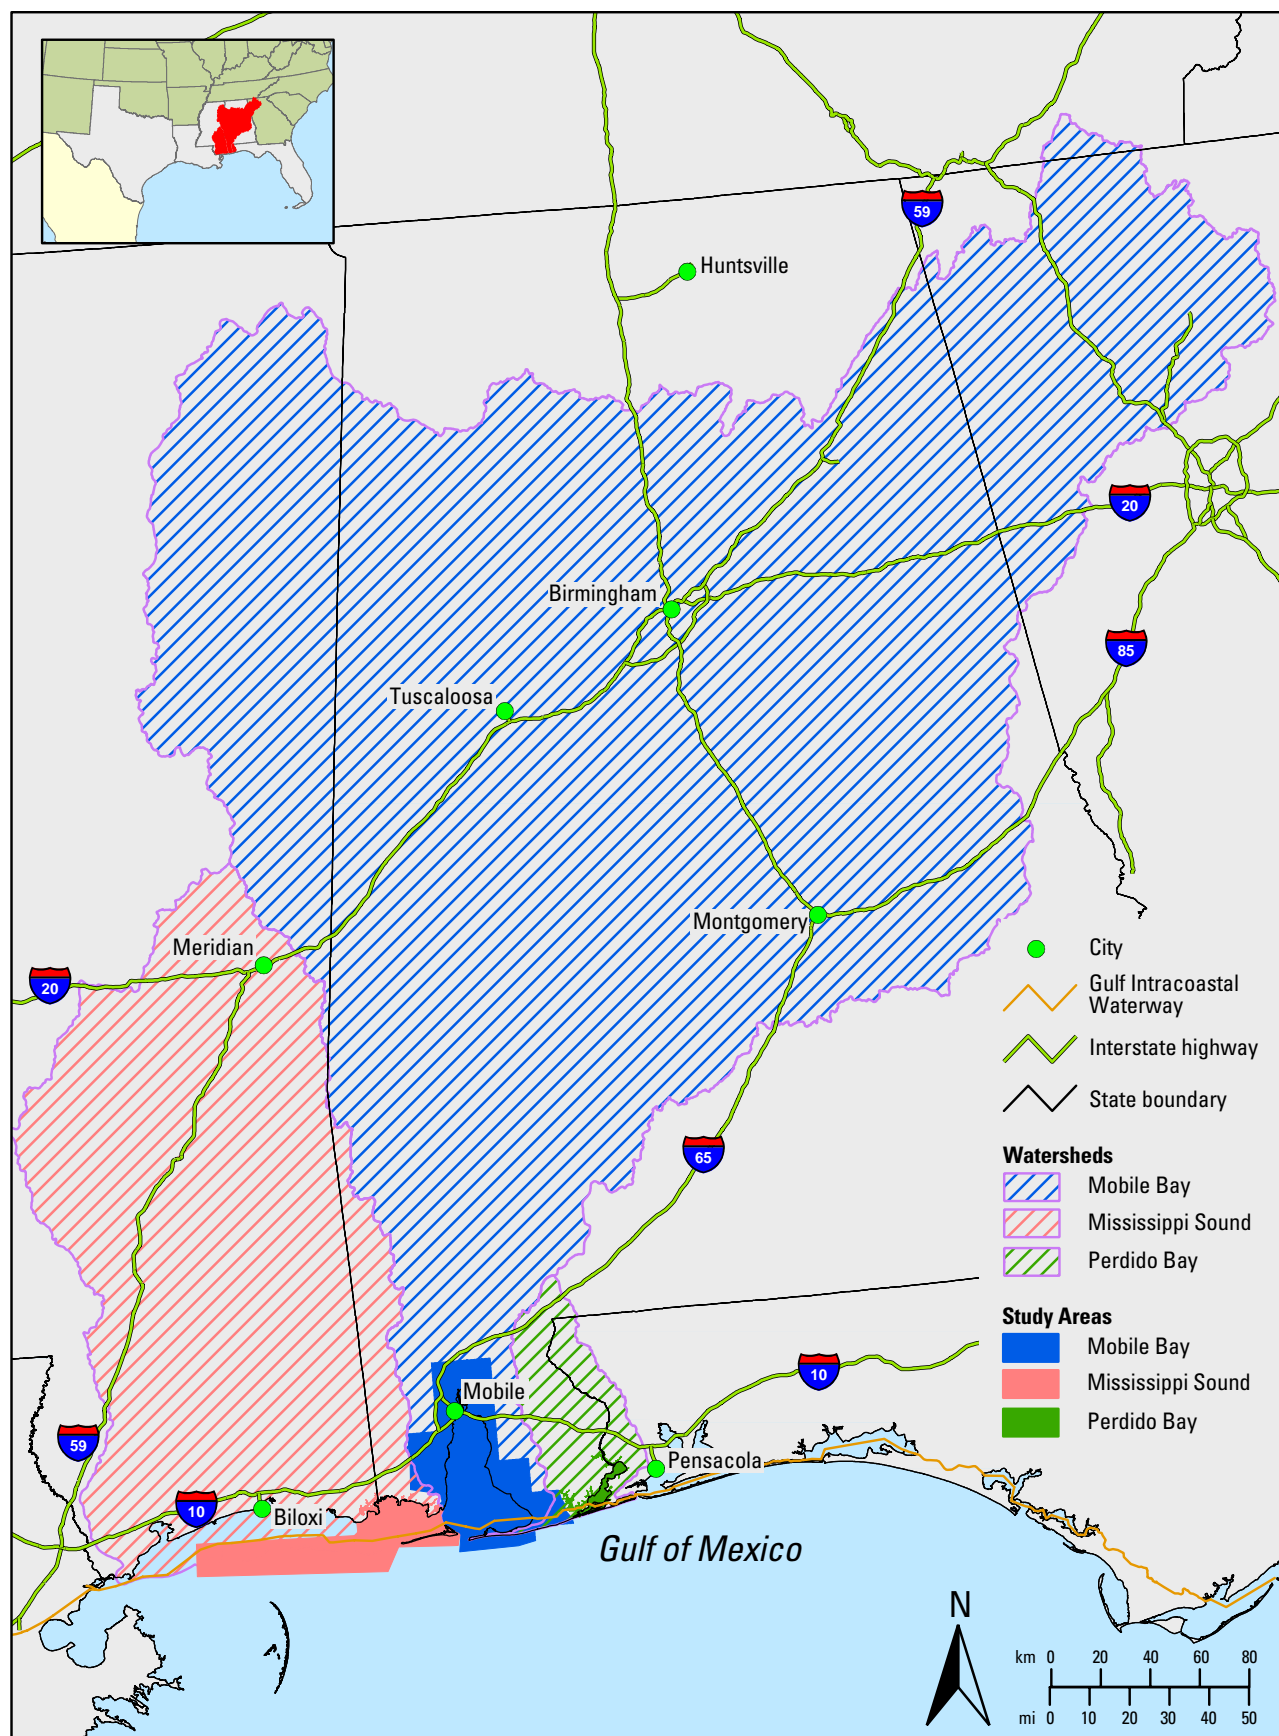 59
Huntsville
20
Birmingham
85
Tuscaloosa
Montgomery
Meridian
20
City
Gulf Intracoastal
Waterway
Interstate highway
State boundary
65
Watersheds
Mobile Bay
Mississippi Sound
Perdido Bay
Study Areas
Mobile Bay
Mississippi Sound
Perdido Bay
10
Mobile
59
Pensacola
10
Biloxi
Gulf of Mexico
N
km 0 20 40 60 80
mi 0 10 20 30 40 50